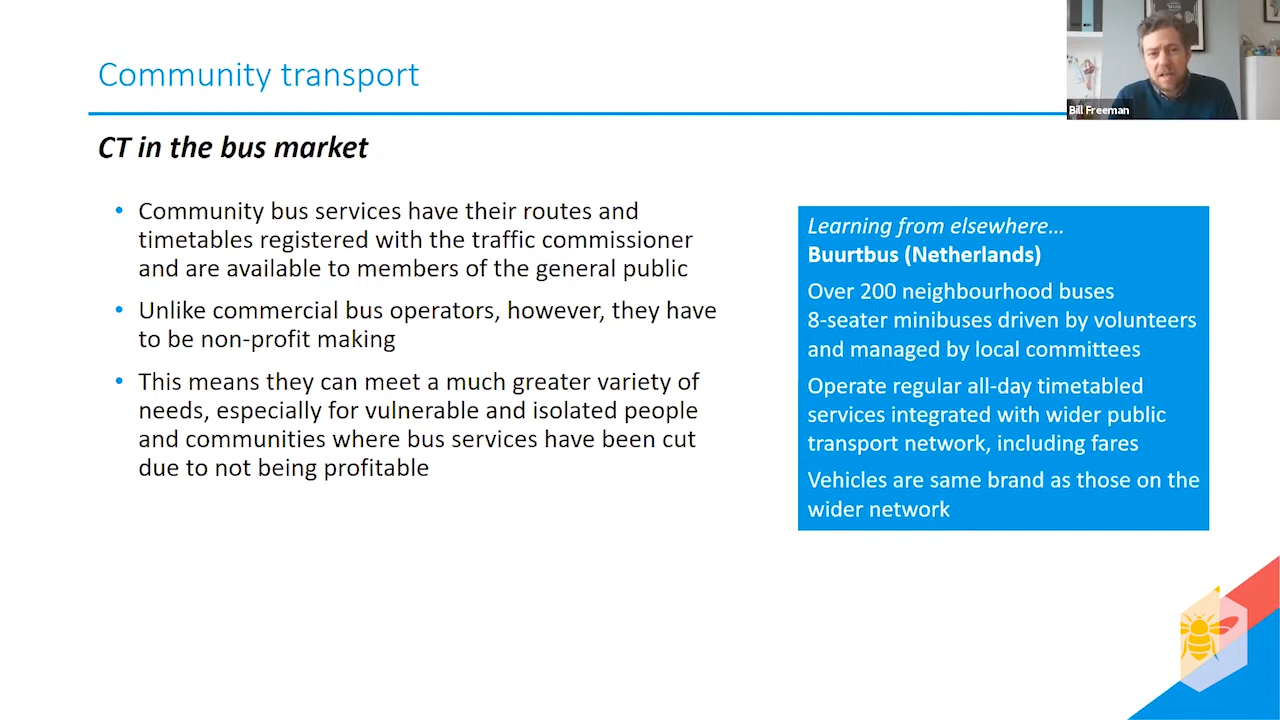 Community transport
Bill Freeman
CT in the bus market
• Community bus services have their routes and
timetables registered with the traffic commissioner
and are available to members of the general public
• Unlike commercial bus operators, however, they have
to be non-profit making
• This means they can meet a much greater variety of
needs, especially for vulnerable and isolated people
and communities where bus services have been cut
due to not being profitable
Learning from elsewhere…
Buurtbus (Netherlands)
Over 200 neighbourhood buses
8-seater minibuses driven by volunteers
and managed by local committees
Operate regular all-day timetabled
services integrated with wider public
transport network, including fares
Vehicles are same brand as those on the
wider network